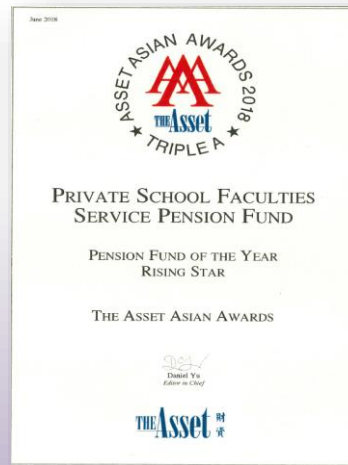 June 2018
ASSET ASIAN AWARDS 2018
AAA
THE Asset
★ TRIPLE A ★
PRIVATE SCHOOL FACULTIES
SERVICE PENSION FUND
PENSION FUND OF THE YEAR
RISING STAR
THE ASSET ASIAN AWARDS
Daniel Yu
Editor in Chief
THE Asset 財資